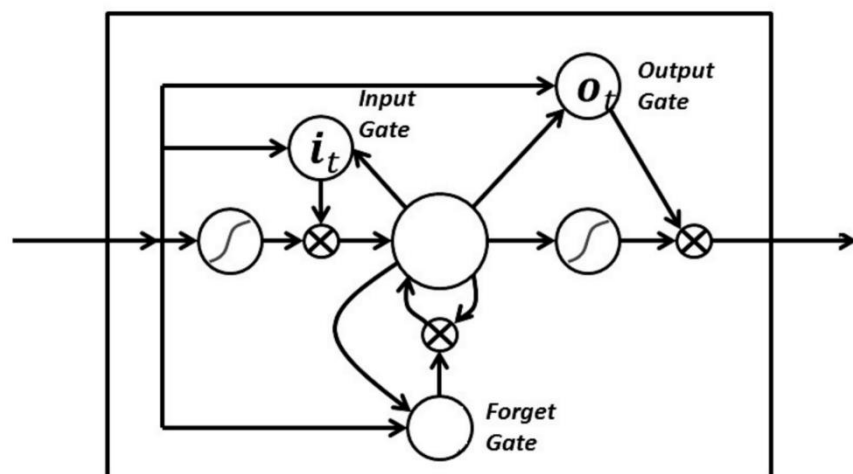 Output
Gate
o_t
Input
Gate
i_t
Forget
Gate